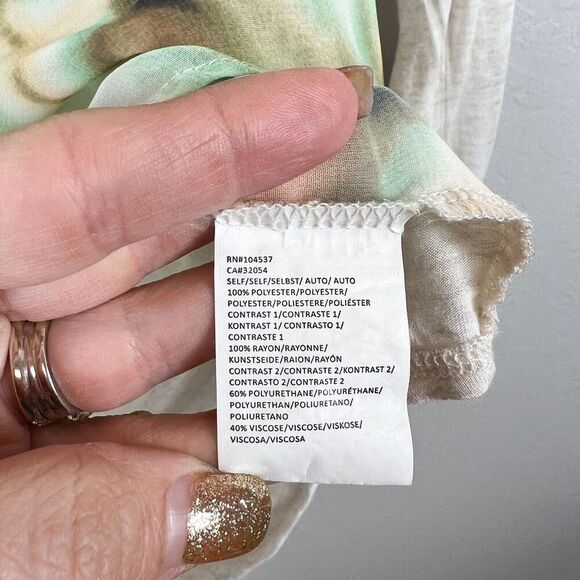 RN#104537
CA#32054
SELF/SELF/SELBST/ AUTO/ AUTO
100% POLYESTER/POLYESTER/
POLYESTER/POLIESTERE/POLIÉSTER
CONTRAST 1/CONTRASTE 1/
KONTRAST 1/ CONTRASTO 1/
CONTRASTE 1
100% RAYON/RAYONNE/
KUNSTSEIDE/RAION/RAYÓN
CONTRAST 2/CONTRASTE 2/KONTRAST 2/
CONTRASTO 2/CONTRASTE 2
60% POLYURETHANE/POLYURÉTHANE/
POLYURETHAN/POLIURETANO/
POLIURETANO
40% VISCOSE/VISCOSE/VISKOSE/
VISCOSA/VISCOSA